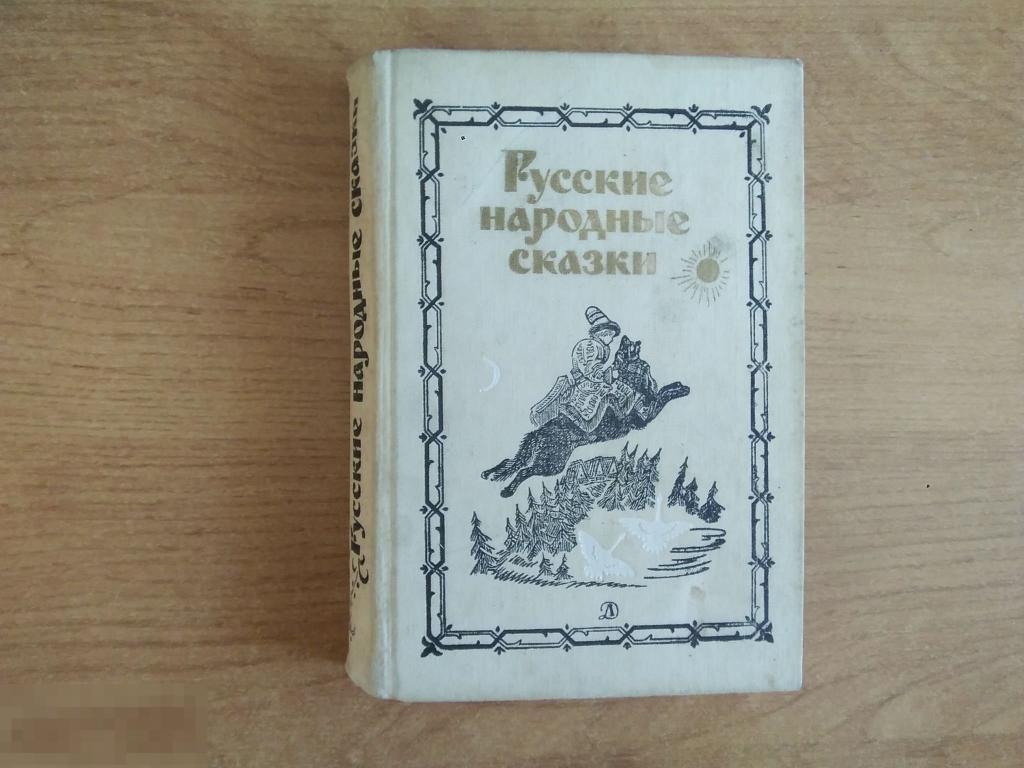 Русские
народные
сказки
Д
Русские народные сказки